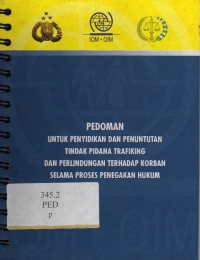 IOM • OIM
PEDOMAN
UNTUK PENYIDIKAN DAN PENUNTUTAN
TINDAK PIDANA TRAFIKING
DAN PERLINDUNGAN TERHADAP KORBAN
SELAMA PROSES PENEGAKAN HUKUM
345.2
PED
p